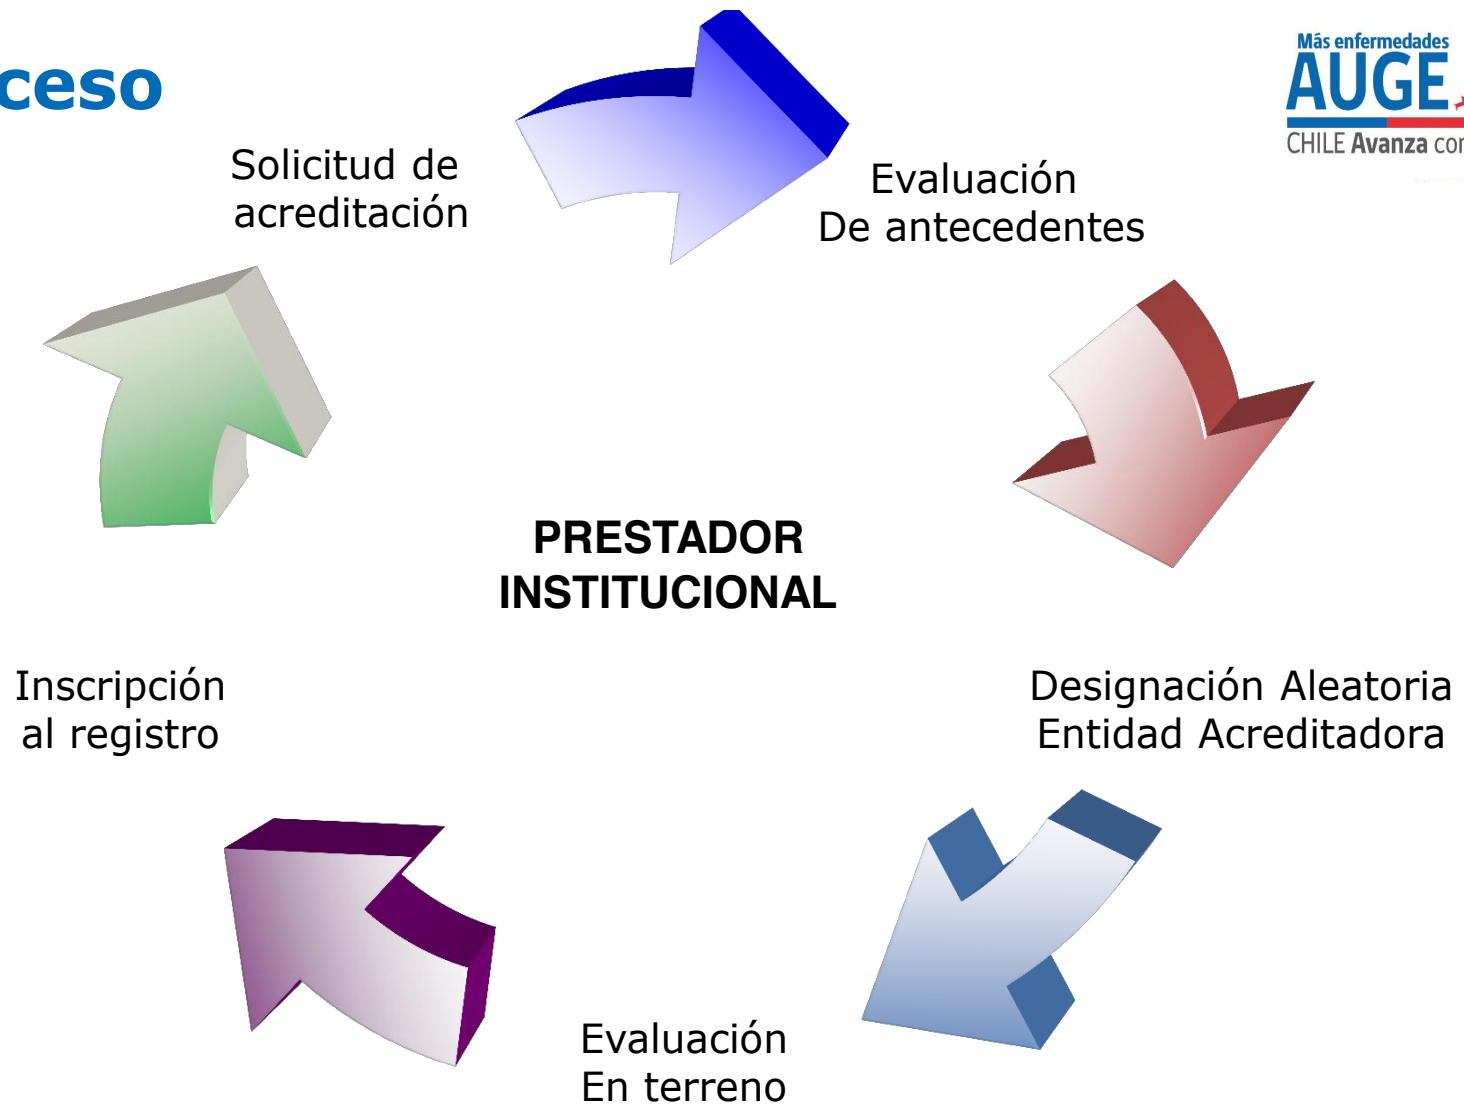 ceso
Más enfermedades
AUGE
CHILE Avanza con
Solicitud de
acreditación
Evaluación
De antecedentes
PRESTADOR
INSTITUCIONAL
Inscripción
al registro
Designación Aleatoria
Entidad Acreditadora
Evaluación
En terreno